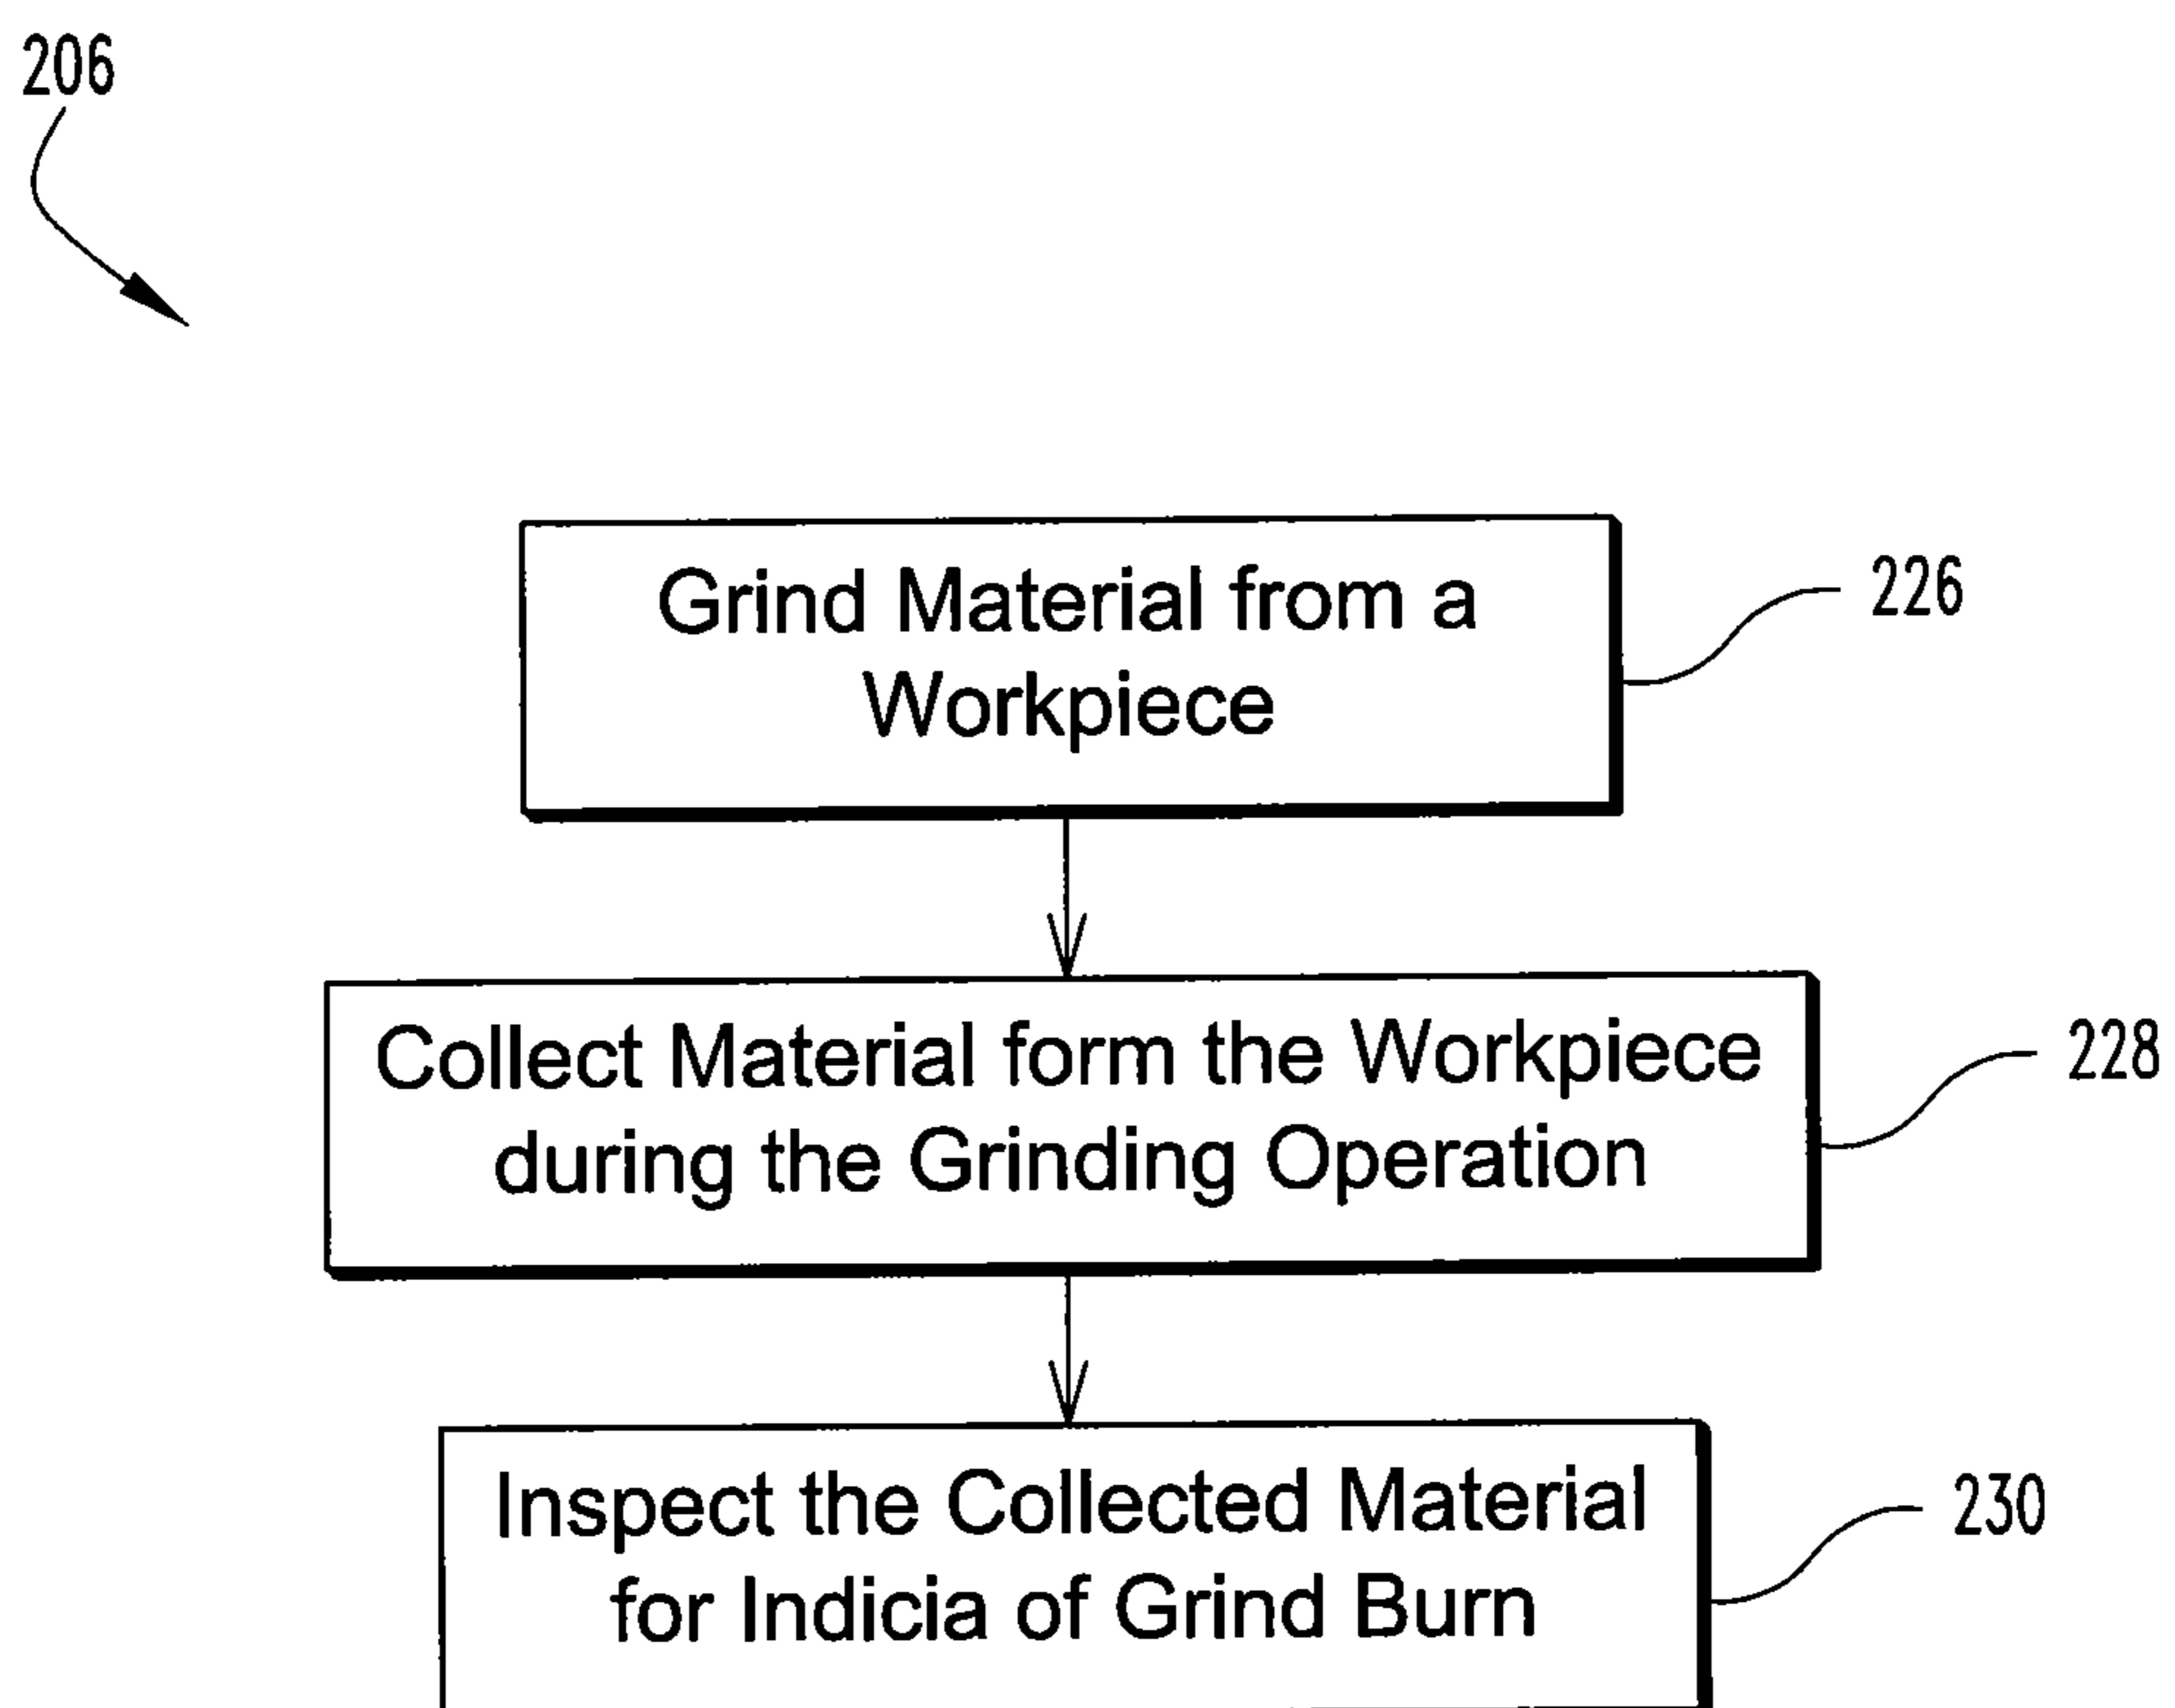 206
Grind Material from a
Workpiece
226
Collect Material form the Workpiece
during the Grinding Operation
228
Inspect the Collected Material
for Indicia of Grind Burn
230